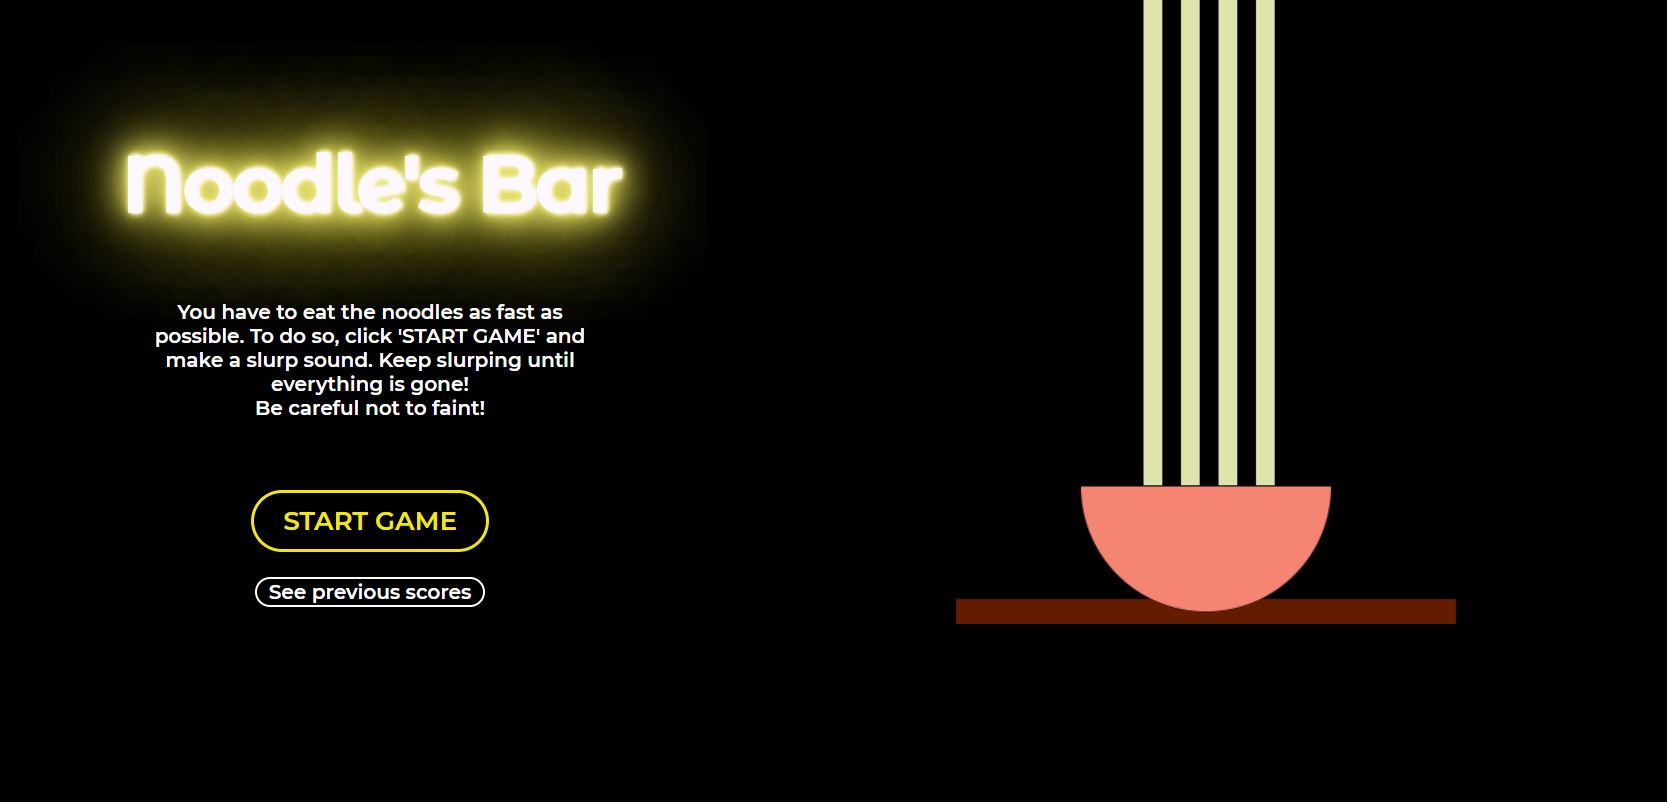 Noodle's Bar
You have to eat the noodles as fast as
possible. To do so, click 'START GAME' and
make a slurp sound. Keep slurping until
everything is gone!
Be careful not to faint!
START GAME
See previous scores